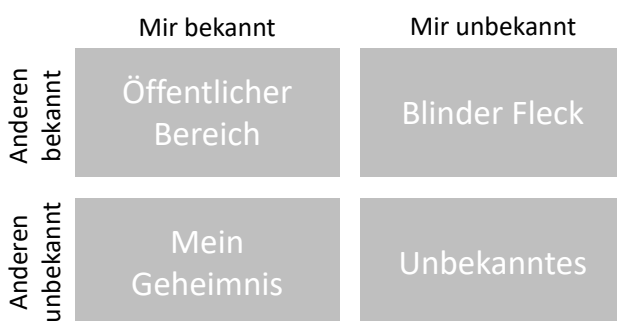 Mir bekannt
Mir unbekannt
Anderen
bekannt
Öffentlicher
Bereich
Blinder Fleck
Anderen
unbekannt
Mein
Geheimnis
Unbekanntes